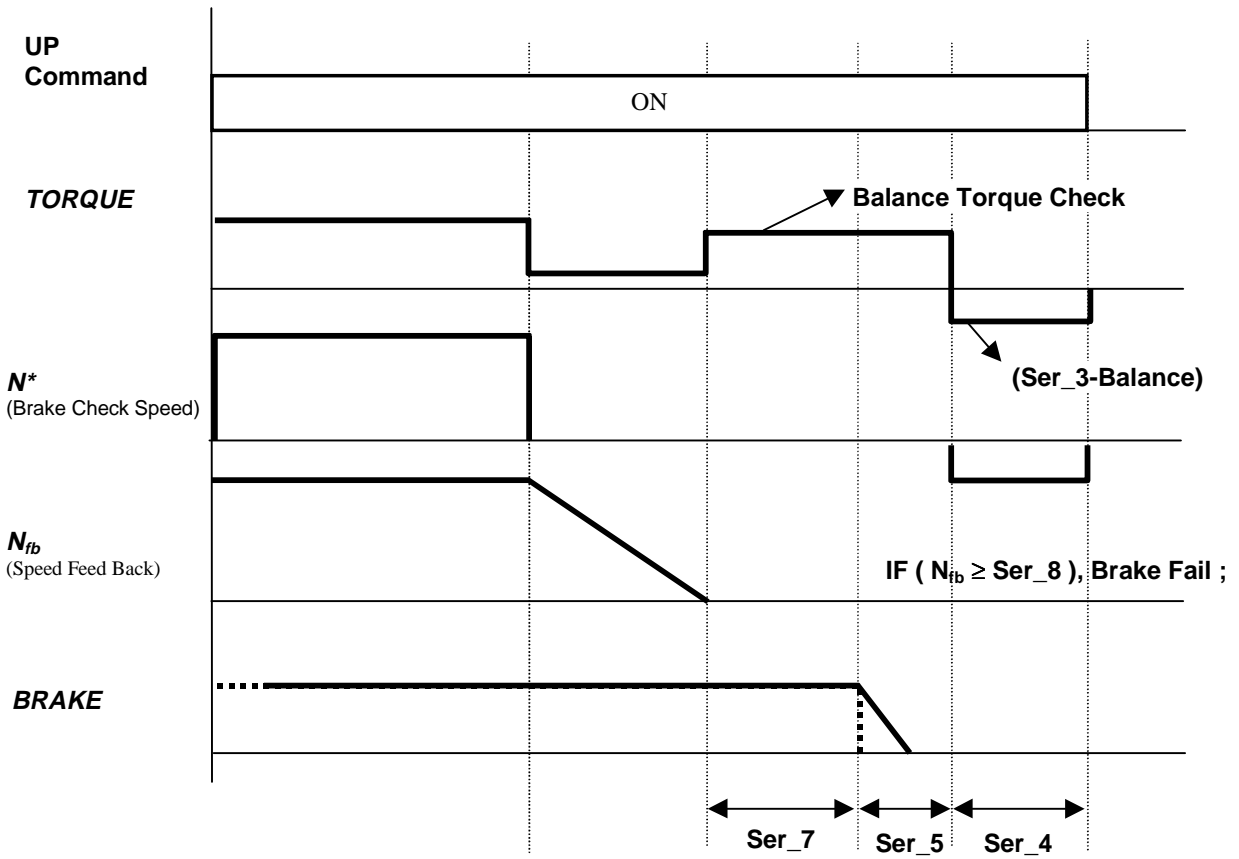 UP
Command
ON
TORQUE
Balance Torque Check
(Ser_3-Balance)
N*
(Brake Check Speed)
Nfb
(Speed Feed Back)
IF ( Nfb ≥ Ser_8 ), Brake Fail ;
BRAKE
Ser_7
Ser_5
Ser_4